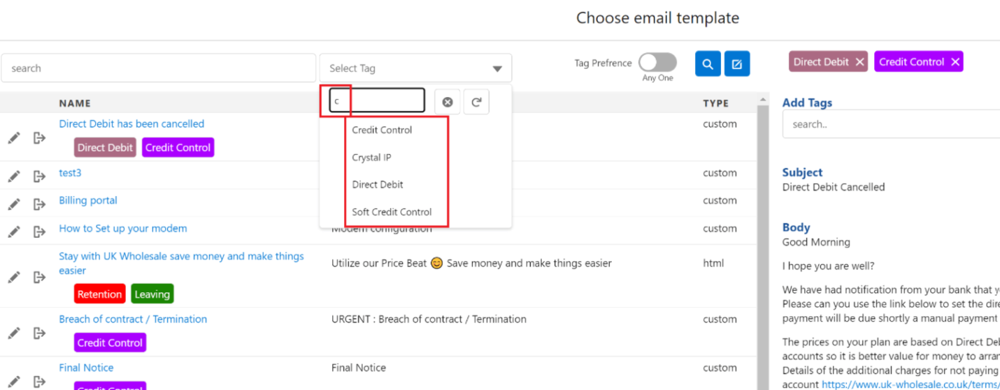 Choose email template
search
Select Tag
Tag Prefrence
Any One
Direct Debit
Credit Control
c
NAME
TYPE
Credit Control
Crystal IP
Direct Debit
Soft Credit Control
Direct Debit has been cancelled
custom
Direct Debit Credit Control
test3
custom
Billing portal
custom
How to Set up your modem
Modem configuration
custom
Stay with UK Wholesale save money and make things
easier
Utilize our Price Beat 😊 Save money and make things easier
html
Retention Leaving
Breach of contract / Termination
URGENT : Breach of contract / Termination
custom
Credit Control
Final Notice
Final Notice
custom
Credit Control
Add Tags
search..
Subject
Direct Debit Cancelled
Body
Good Morning
I hope you are well?
We have had notification from your bank that
Please can you use the link below to set the
payment will be due shortly a manual payment
The prices on your plan are based on Direct
accounts so it is better value for money to
Details of the additional charges for not paying
account https://www.uk-wholesale.co.uk/terms/